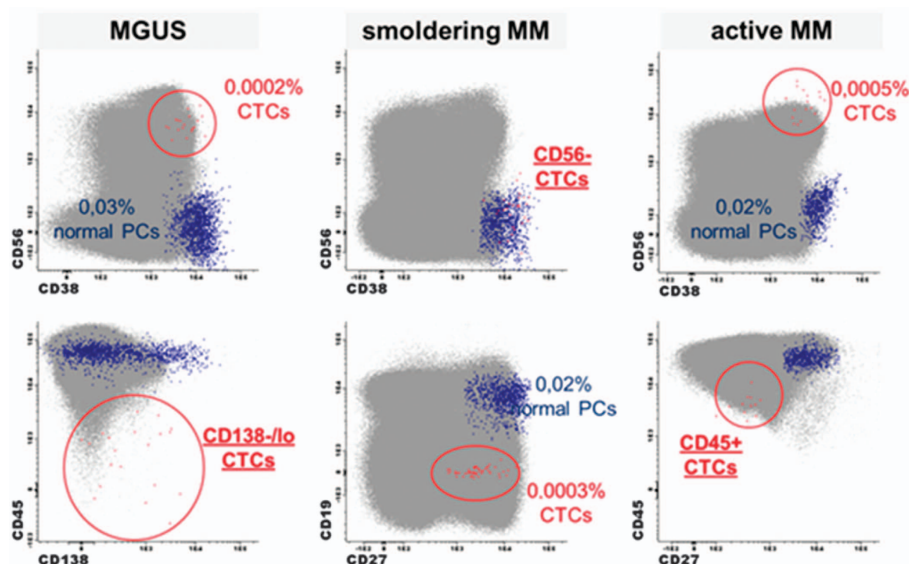 MGUS
smoldering MM
active MM
0.0002%
CTCs
0,03%
normal PCs
CD56
CD38
CD56-
CTCs
CD56
CD38
0,0005%
CTCs
0,02%
normal PCs
CD56
CD38
CD138-/lo
CTCs
CD45
CD138
0,02%
normal PCs
0.0003%
CTCs
CD19
CD27
CD45+
CTCs
CD45
CD27